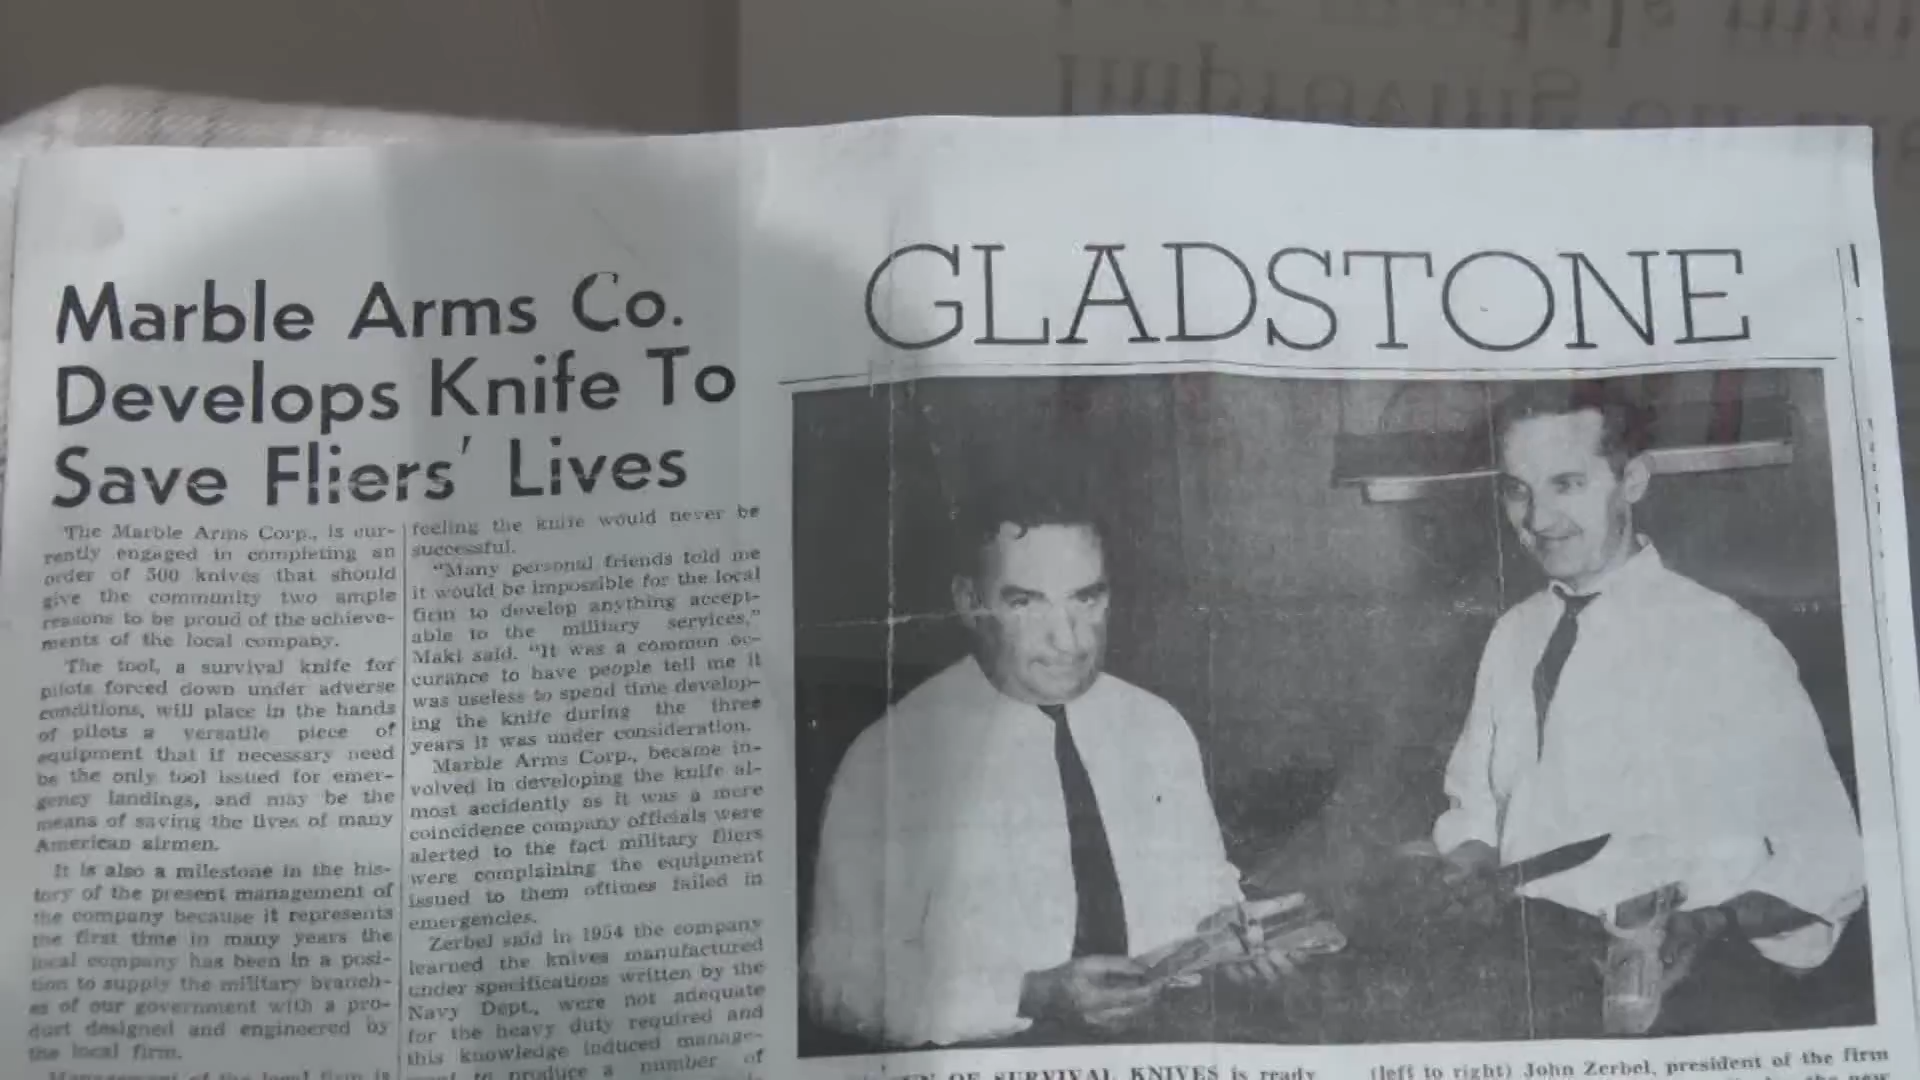 Marble Arms Co.
Develops Knife To
Save Fliers' Lives
The Marble Arms Corp., is cur-
rently engaged in completing an
order of 500 knives that should
give the community two ample
reasons to be proud of the achieve-
ments of the local company.
The tool, a survival knife for
pilots forced down under adverse
conditions, will place in the hands
of pilots a versatile piece of
equipment that if necessary need
be the only tool issued for emer-
gency landings, and may be the
means of saving the lives of many
American airmen.
It is also a milestone in the his-
tory of the present management of
the company because it represents
the first time in many years the
local company has been in a posi-
tion to supply the military branch-
es of our government with a pro-
duct designed and engineered by
the local firm.
Management of the local firm is
feeling the knife would never be
successful.
"Many personal friends told me
it would be impossible for the local
firm to develop anything accept-
able to the military services,"
Maki said. "It was a common oc-
curance to have people tell me it
was useless to spend time develop-
ing the knife during the three
years it was under consideration.
Marble Arms Corp., became in-
volved in developing the knife al-
most accidently as it was a mere
coincidence company officials were
alerted to the fact military fliers
were complaining the equipment
issued to them oftimes failed in
emergencies.
Zerbel said in 1954 the company
learned the knives manufactured
under specifications written by the
Navy Dept., were not adequate
for the heavy duty required and
this knowledge induced manage-
ment to produce a number of
GLADSTONE
OF SURVIVAL KNIVES is ready
(left to right) John Zerbel, president of the firm
the new